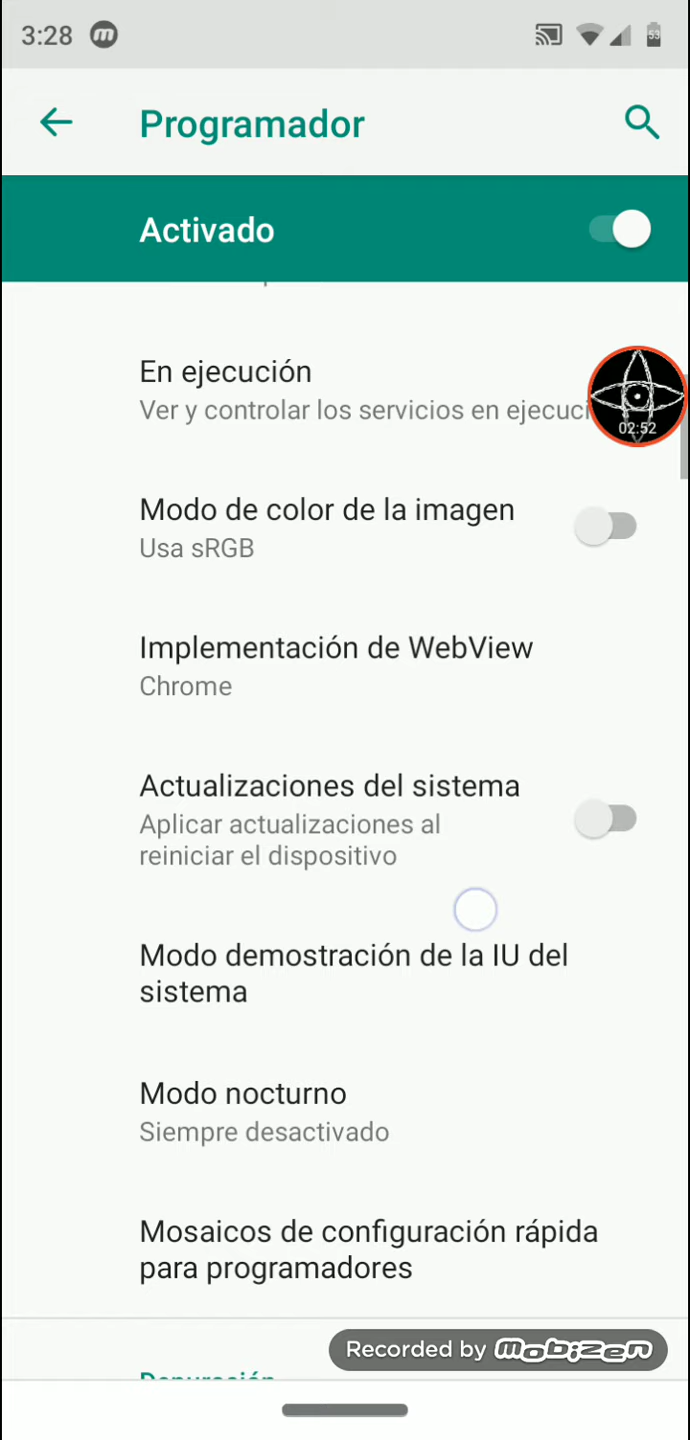 3:28
53
Programador
Activado
En ejecución
Ver y controlar los servicios en ejecuci
02:52
Modo de color de la imagen
Usa sRGB
Implementación de WebView
Chrome
Actualizaciones del sistema
Aplicar actualizaciones al
reiniciar el dispositivo
Modo demostración de la IU del
sistema
Modo nocturno
Siempre desactivado
Mosaicos de configuración rápida
para programadores
Recorded by mobizen
Depuración